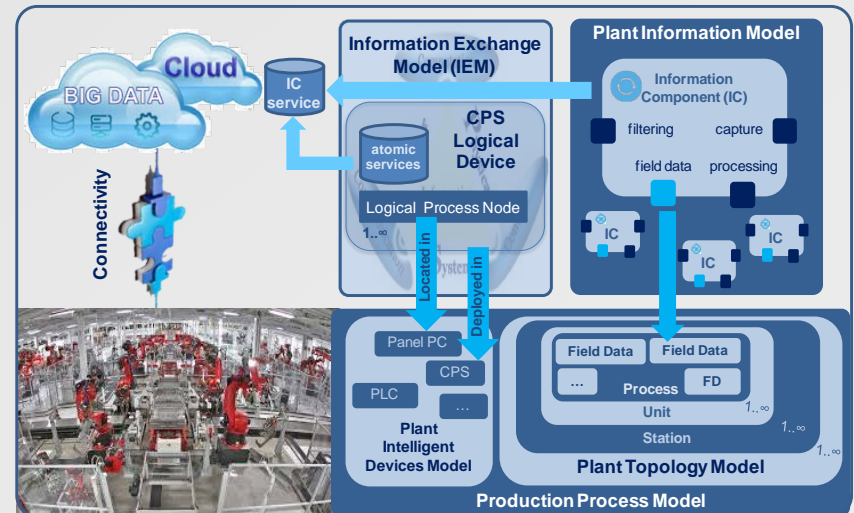 Cloud
BIG DATA
Connectivity
IC
service
Information Exchange
Model (IEM)
CPS
Logical
Device
atomic
services
Logical Process Node
1..∞
System
Located in
Deployed in
Plant Information Model
Information
Component (IC)
filtering
capture
field data
processing
IC
IC
IC
Panel PC
CPS
PLC
...
Plant
Intelligent
Devices Model
Field Data
Field Data
...
FD
Process
1..∞
Unit
1..∞
Station
1..∞
Plant Topology Model
Production Process Model